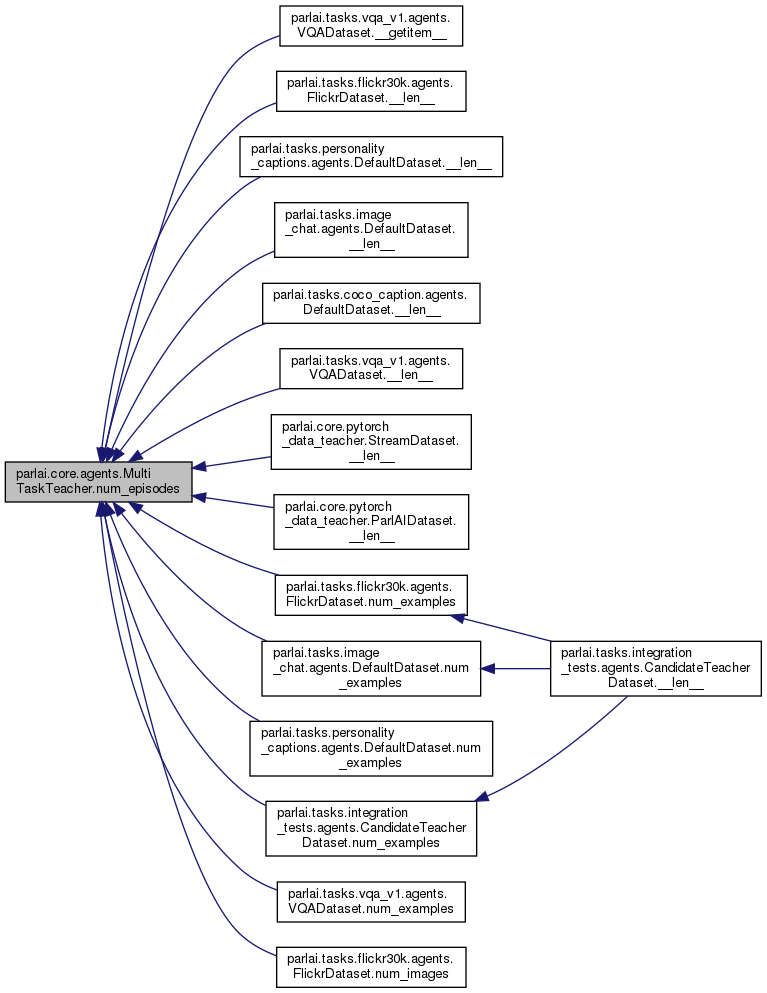 parlai.tasks.vqa_v1.agents.
VQADataset.__getitem__
parlai.tasks.flickr30k.agents.
FlickrDataset.__len__
parlai.tasks.personality
_captions.agents.DefaultDataset.__len__
parlai.tasks.image
_chat.agents.DefaultDataset.
__len__
parlai.tasks.coco_caption.agents.
DefaultDataset.__len__
parlai.tasks.vqa_v1.agents.
VQADataset.__len__
parlai.core.pytorch
_data_teacher.StreamDataset.
__len__
parlai.core.agents.Multi
TaskTeacher.num_episodes
parlai.core.pytorch
_data_teacher.ParlAIDataset.
__len__
parlai.tasks.flickr30k.agents.
FlickrDataset.num_examples
parlai.tasks.image
_chat.agents.DefaultDataset.num
_examples
parlai.tasks.integration
_tests.agents.CandidateTeacher
Dataset.__len__
parlai.tasks.personality
_captions.agents.DefaultDataset.num
_examples
parlai.tasks.integration
_tests.agents.CandidateTeacher
Dataset.num_examples
parlai.tasks.vqa_v1.agents.
VQADataset.num_examples
parlai.tasks.flickr30k.agents.
FlickrDataset.num_images